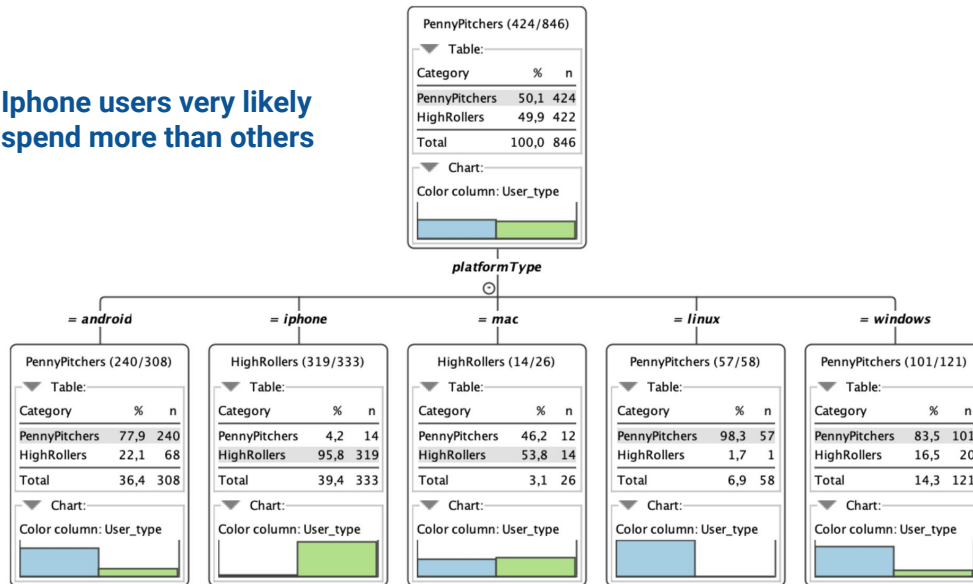 Iphone users very likely
spend more than others
PennyPitchers (424/846)
Table:
Category % n
PennyPitchers 50,1 424
HighRollers 49,9 422
Total 100,0 846
Chart:
Color column: User_type
platformType
= android
PennyPitchers (240/308)
Table:
Category % n
PennyPitchers 77,9 240
HighRollers 22,1 68
Total 36,4 308
Chart:
Color column: User_type
= iphone
HighRollers (319/333)
Table:
Category % n
PennyPitchers 4,2 14
HighRollers 95,8 319
Total 39,4 333
Chart:
Color column: User_type
= mac
HighRollers (14/26)
Table:
Category % n
PennyPitchers 46,2 12
HighRollers 53,8 14
Total 3,1 26
Chart:
Color column: User_type
= linux
PennyPitchers (57/58)
Table:
Category % n
PennyPitchers 98,3 57
HighRollers 1,7 1
Total 6,9 58
Chart:
Color column: User_type
= windows
PennyPitchers (101/121)
Table:
Category % n
PennyPitchers 83,5 101
HighRollers 16,5 20
Total 14,3 121
Chart:
Color column: User_type